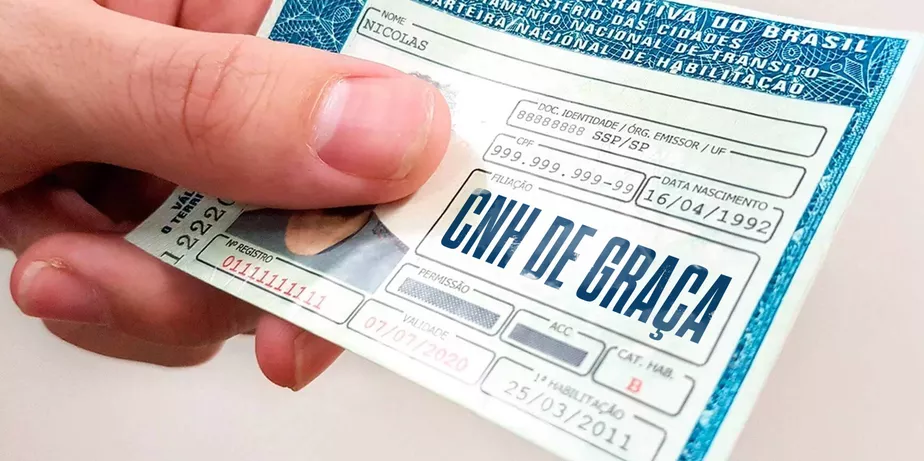 RATIVA DO BRASIL
MINISTÉRIO DAS CIDADES
DEPARTAMENTO NACIONAL DE TRÂNSITO
CARTEIRA NACIONAL DE HABILITAÇÃO
NOME
NICOLAS
DOC. IDENTIDADE / ÓRG. EMISSOR / UF
88888888 SSP/SP
CPF
999.999.999-99
DATA NASCIMENTO
16/04/1992
FILIAÇÃO
CNH DE GRAÇA
PERMISSÃO
ACC
CAT. HAB.
B
Nº REGISTRO
01111111111
VALIDADE
07/07/2020
1ª HABILITAÇÃO
25/03/2011